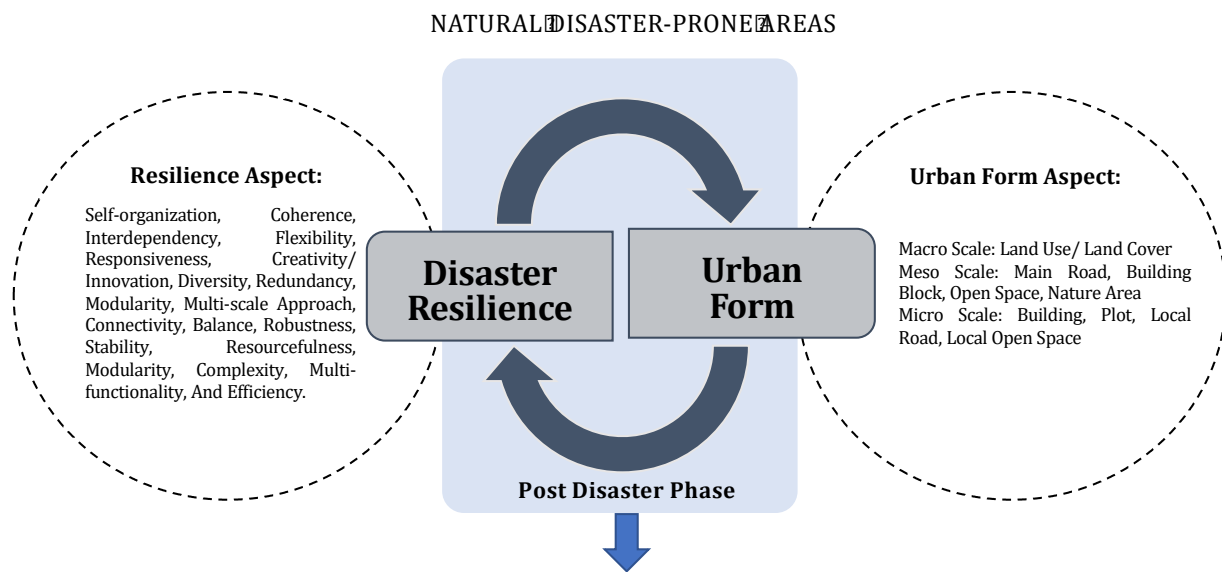 NATURAL DISASTER-PRONE AREAS
Resilience Aspect:
Self-organization, Coherence,
Interdependency, Flexibility,
Responsiveness, Creativity/
Innovation, Diversity, Redundancy,
Modularity, Multi-scale Approach,
Connectivity, Balance, Robustness,
Stability, Resourcefulness,
Modularity, Complexity, Multi-
functionality, And Efficiency.
Disaster
Resilience
Urban
Form
Urban Form Aspect:
Macro Scale: Land Use/ Land Cover
Meso Scale: Main Road, Building
Block, Open Space, Nature Area
Micro Scale: Building, Plot, Local
Road, Local Open Space
Post Disaster Phase